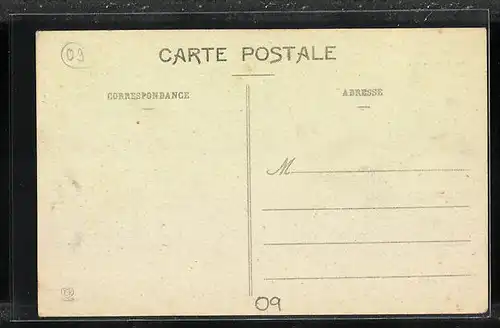 09
CARTE POSTALE
CORRESPONDANCE
ADRESSE
M
09